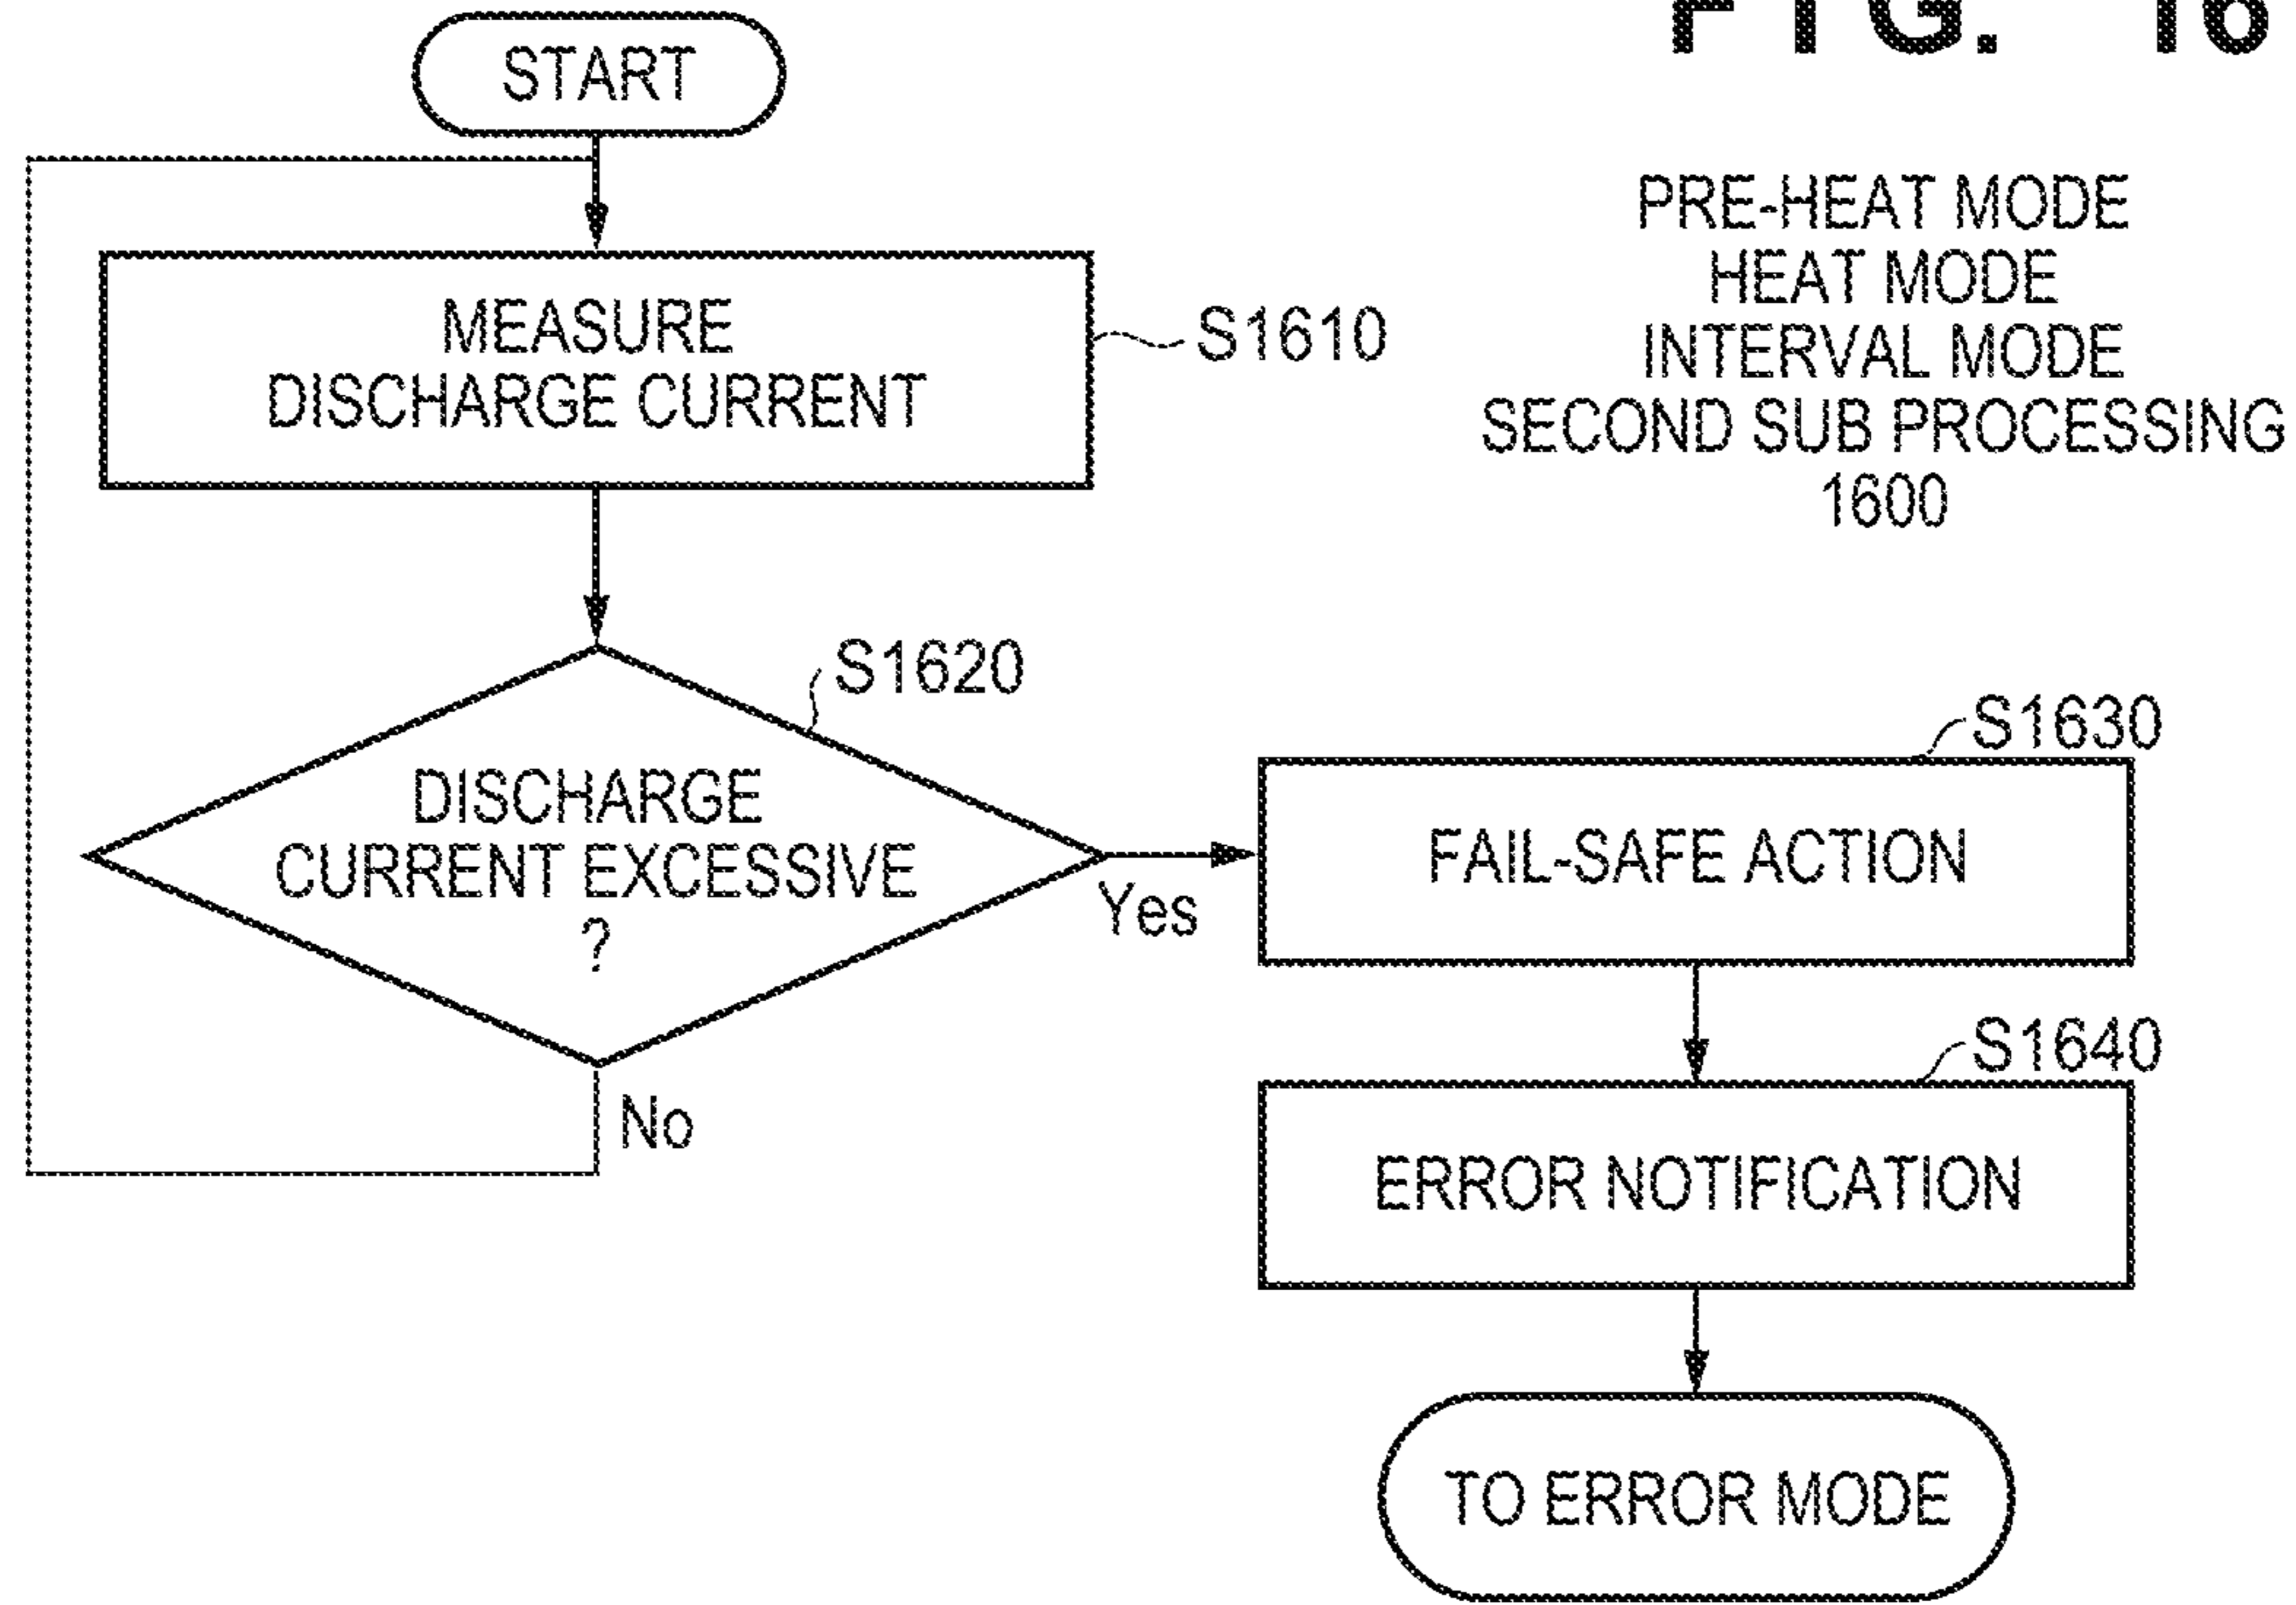 FIG. 16
START
PRE-HEAT MODE
HEAT MODE
INTERVAL MODE
SECOND SUB PROCESSING
1600
MEASURE
DISCHARGE CURRENT
S1610
S1620
DISCHARGE
CURRENT EXCESSIVE
?
Yes
No
S1630
FAIL-SAFE ACTION
S1640
ERROR NOTIFICATION
TO ERROR MODE